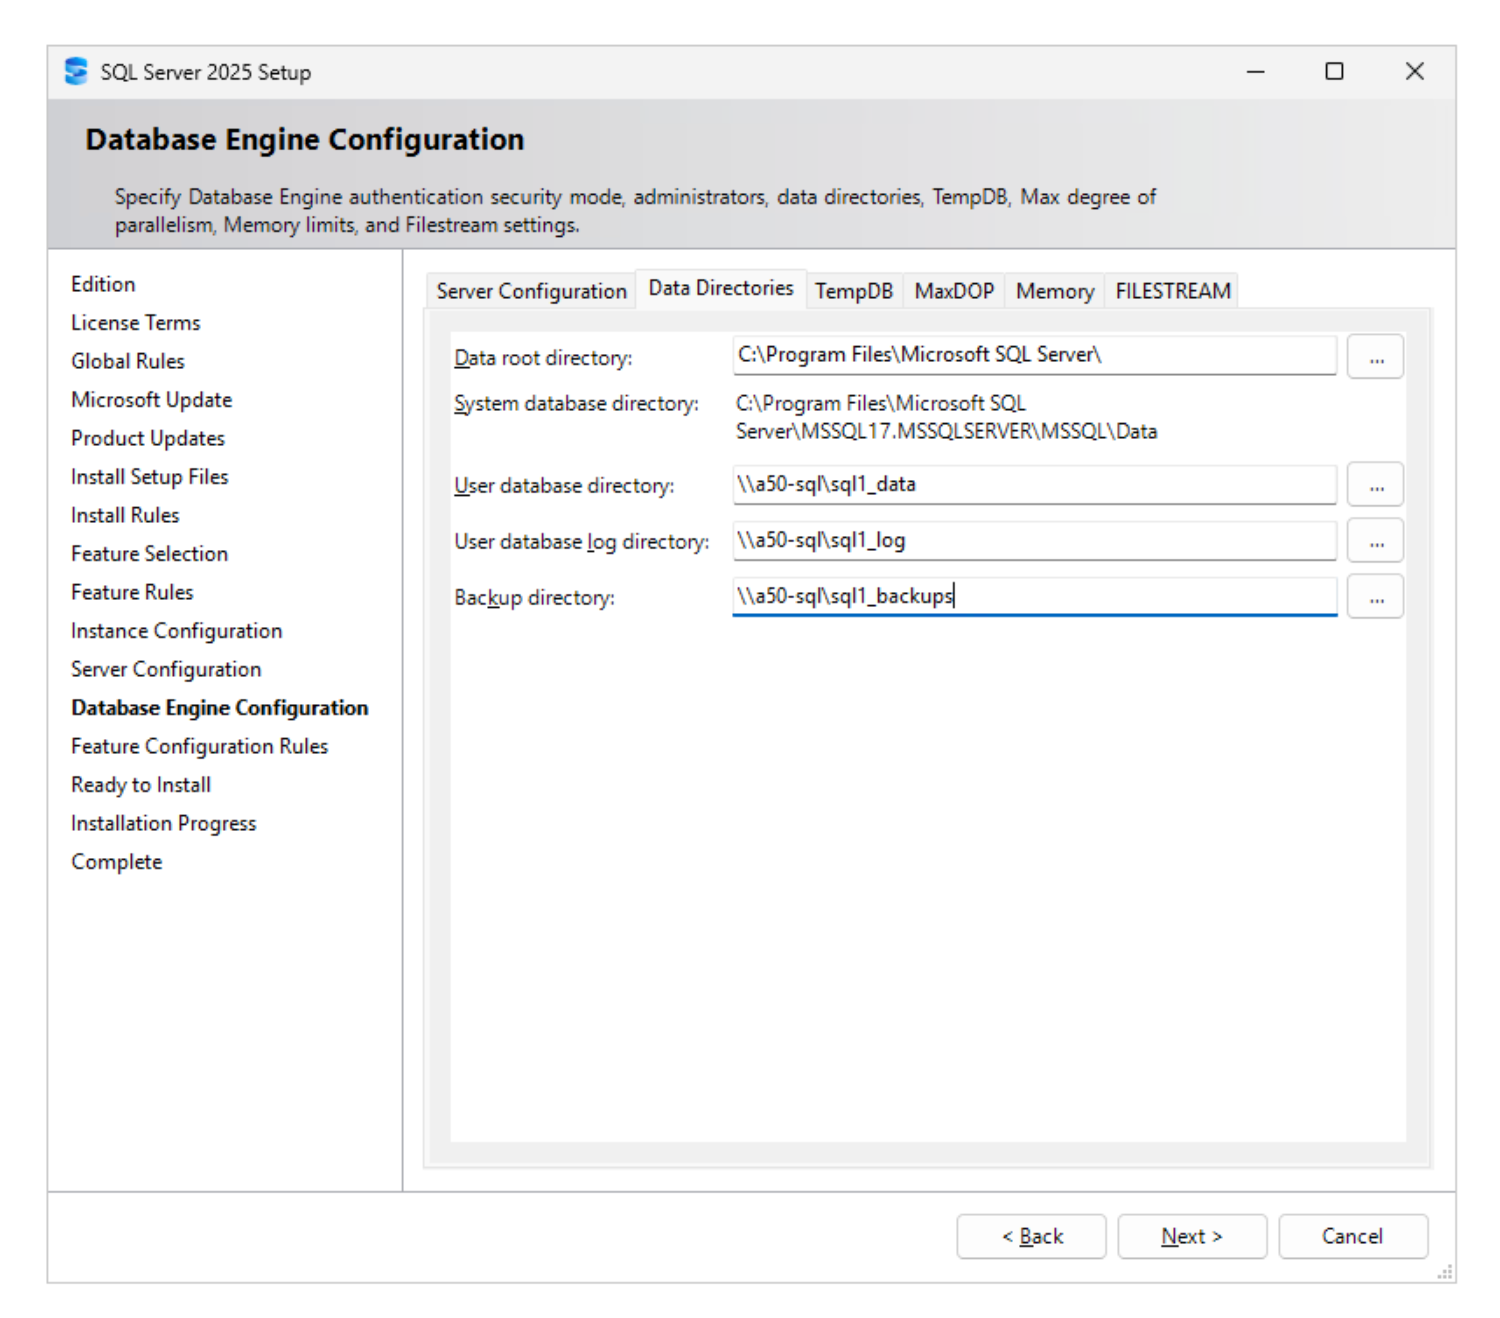 SQL Server 2025 Setup
Database Engine Configuration
Specify Database Engine authentication security mode, administrators, data directories, TempDB, Max degree of
parallelism, Memory limits, and Filestream settings.
Edition
License Terms
Global Rules
Microsoft Update
Product Updates
Install Setup Files
Install Rules
Feature Selection
Feature Rules
Instance Configuration
Server Configuration
Database Engine Configuration
Feature Configuration Rules
Ready to Install
Installation Progress
Complete
Server Configuration Data Directories TempDB MaxDOP Memory FILESTREAM
Data root directory: C:\Program Files\Microsoft SQL Server\ ...
System database directory: C:\Program Files\Microsoft SQL
Server\MSSQL17.MSSQLSERVER\MSSQL\Data
User database directory: \\a50-sql\sql1_data ...
User database log directory: \\a50-sql\sql1_log ...
Backup directory: \\a50-sql\sql1_backups ...
< Back Next > Cancel